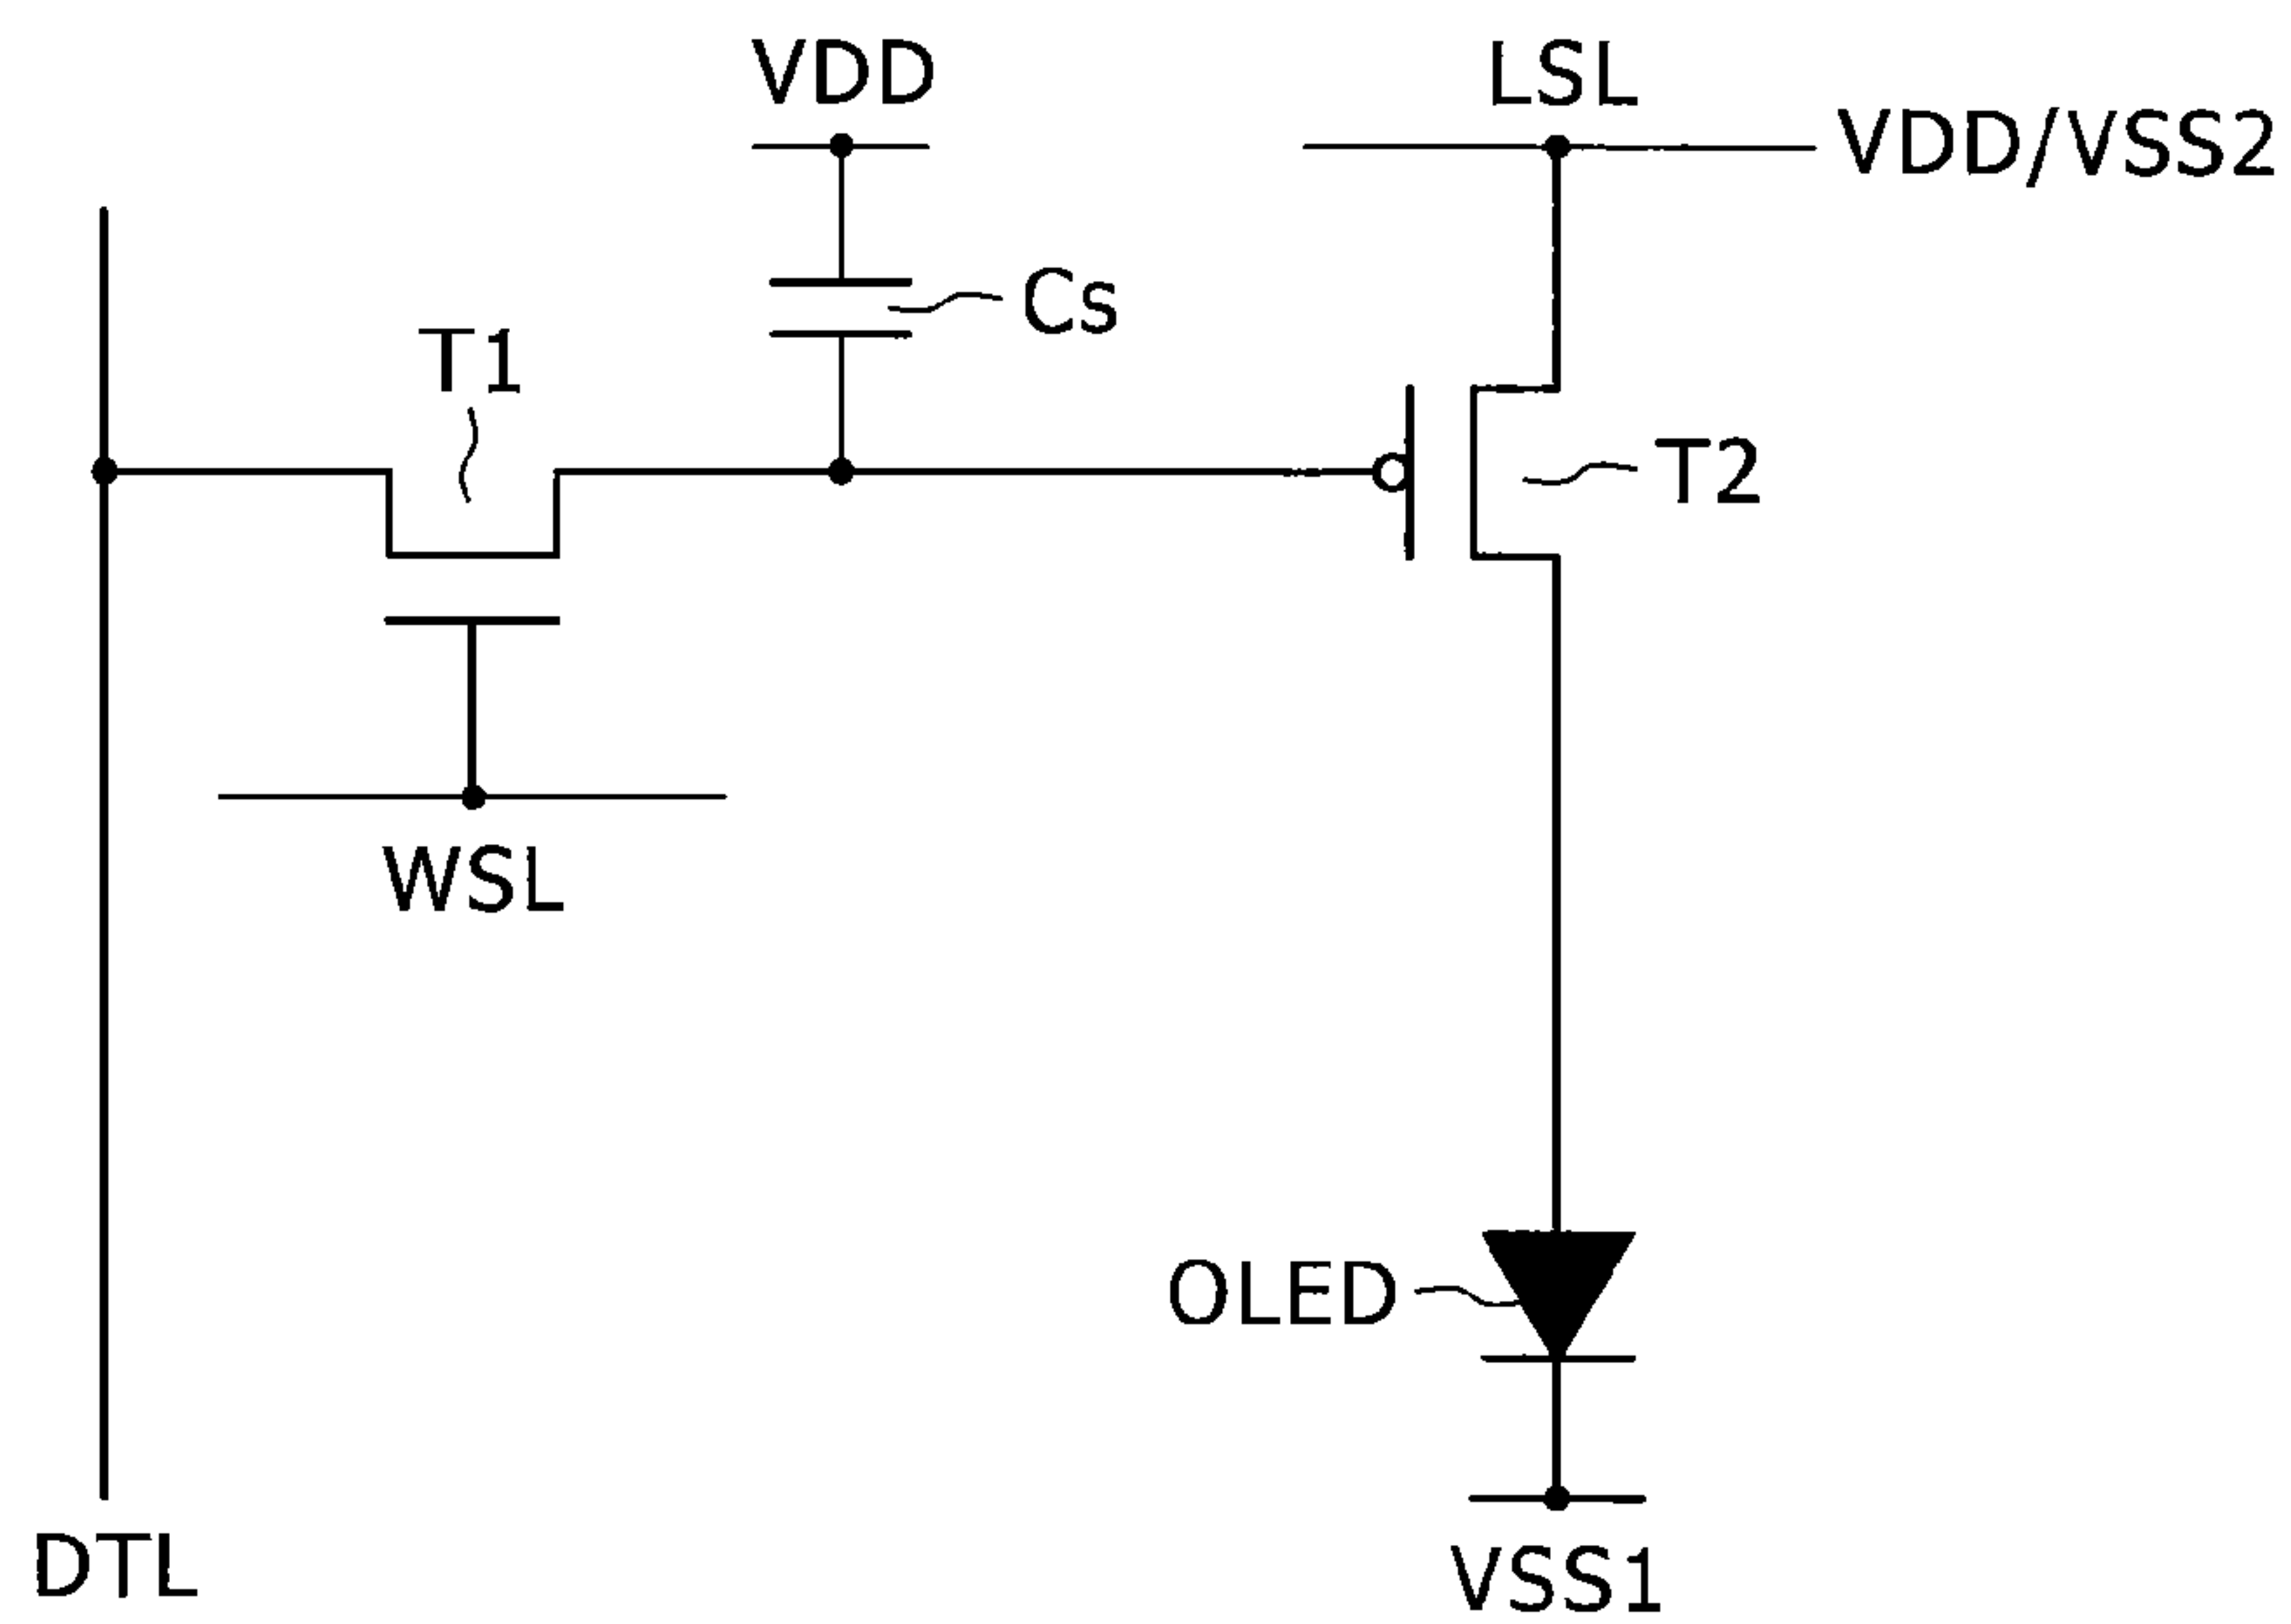 VDD
LSL
VDD/VSS2
Cs
T1
T2
WSL
OLED
DTL
VSS1